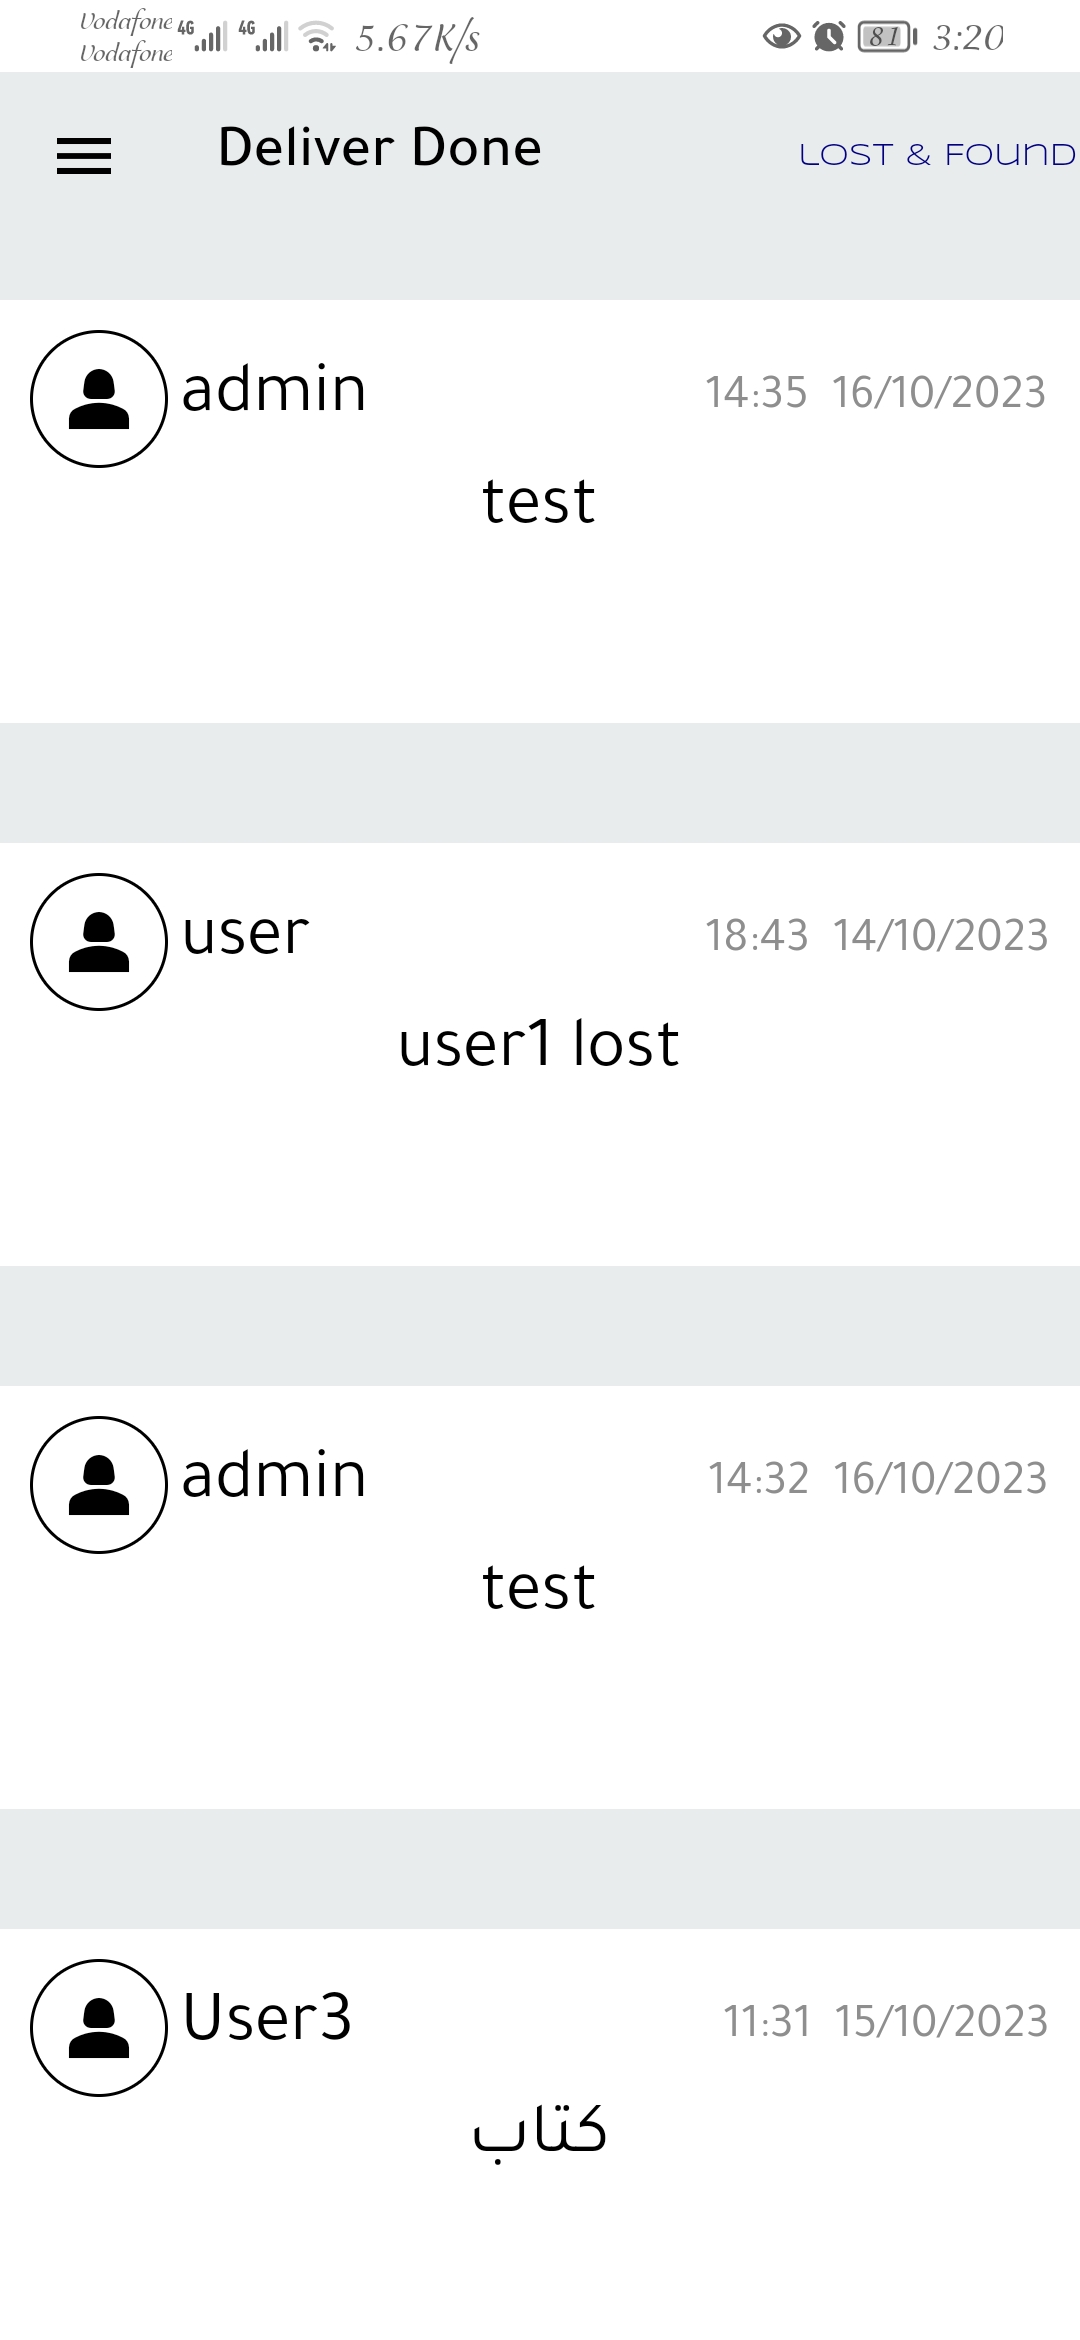 Vodafone 4G 4G 5.67K/s 81 3:20
Vodafone
Deliver Done LOST & FOUND
admin 14:35 16/10/2023
test
user 18:43 14/10/2023
user1 lost
admin 14:32 16/10/2023
test
User3 11:31 15/10/2023
كتاب